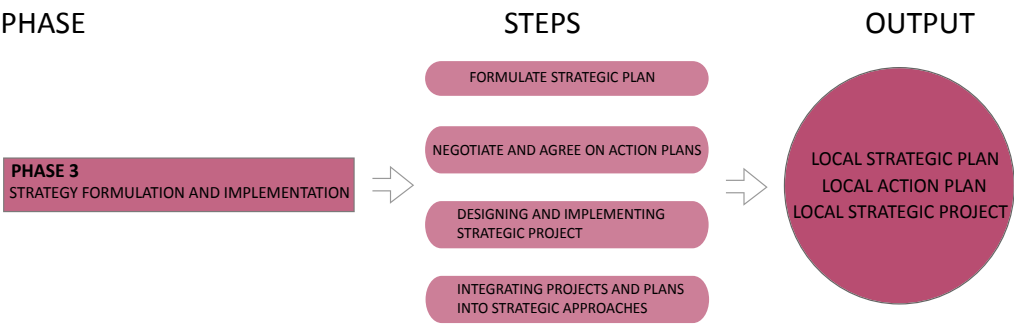 PHASE
STEPS
OUTPUT
PHASE 3
STRATEGY FORMULATION AND IMPLEMENTATION
FORMULATE STRATEGIC PLAN
NEGOTIATE AND AGREE ON ACTION PLANS
DESIGNING AND IMPLEMENTING
STRATEGIC PROJECT
INTEGRATING PROJECTS AND PLANS
INTO STRATEGIC APPROACHES
LOCAL STRATEGIC PLAN
LOCAL ACTION PLAN
LOCAL STRATEGIC PROJECT